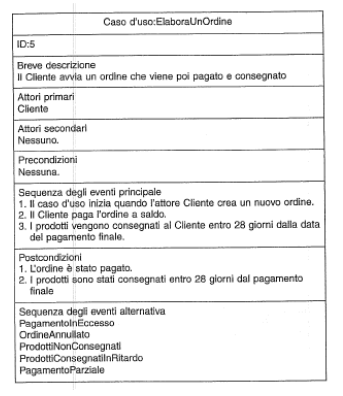 Caso d'uso:ElaboraUnOrdine
ID:5
Breve descrizione
Il Cliente avvia un ordine che viene poi pagato e consegnato
Attori primari
Cliente
Attori secondari
Nessuno.
Precondizioni
Nessuna.
Sequenza degli eventi principale
1. Il caso d'uso inizia quando l'attore Cliente crea un nuovo ordine.
2. Il Cliente paga l'ordine a saldo.
3. I prodotti vengono consegnati al Cliente entro 28 giorni dalla data
del pagamento finale.
Postcondizioni
1. L'ordine è stato pagato.
2. I prodotti sono stati consegnati entro 28 giorni dal pagamento
finale
Sequenza degli eventi alternativa
PagamentoInEccesso
OrdineAnnullato
ProdottiNonConsegnati
ProdottiConsegnatiInRitardo
PagamentoParziale